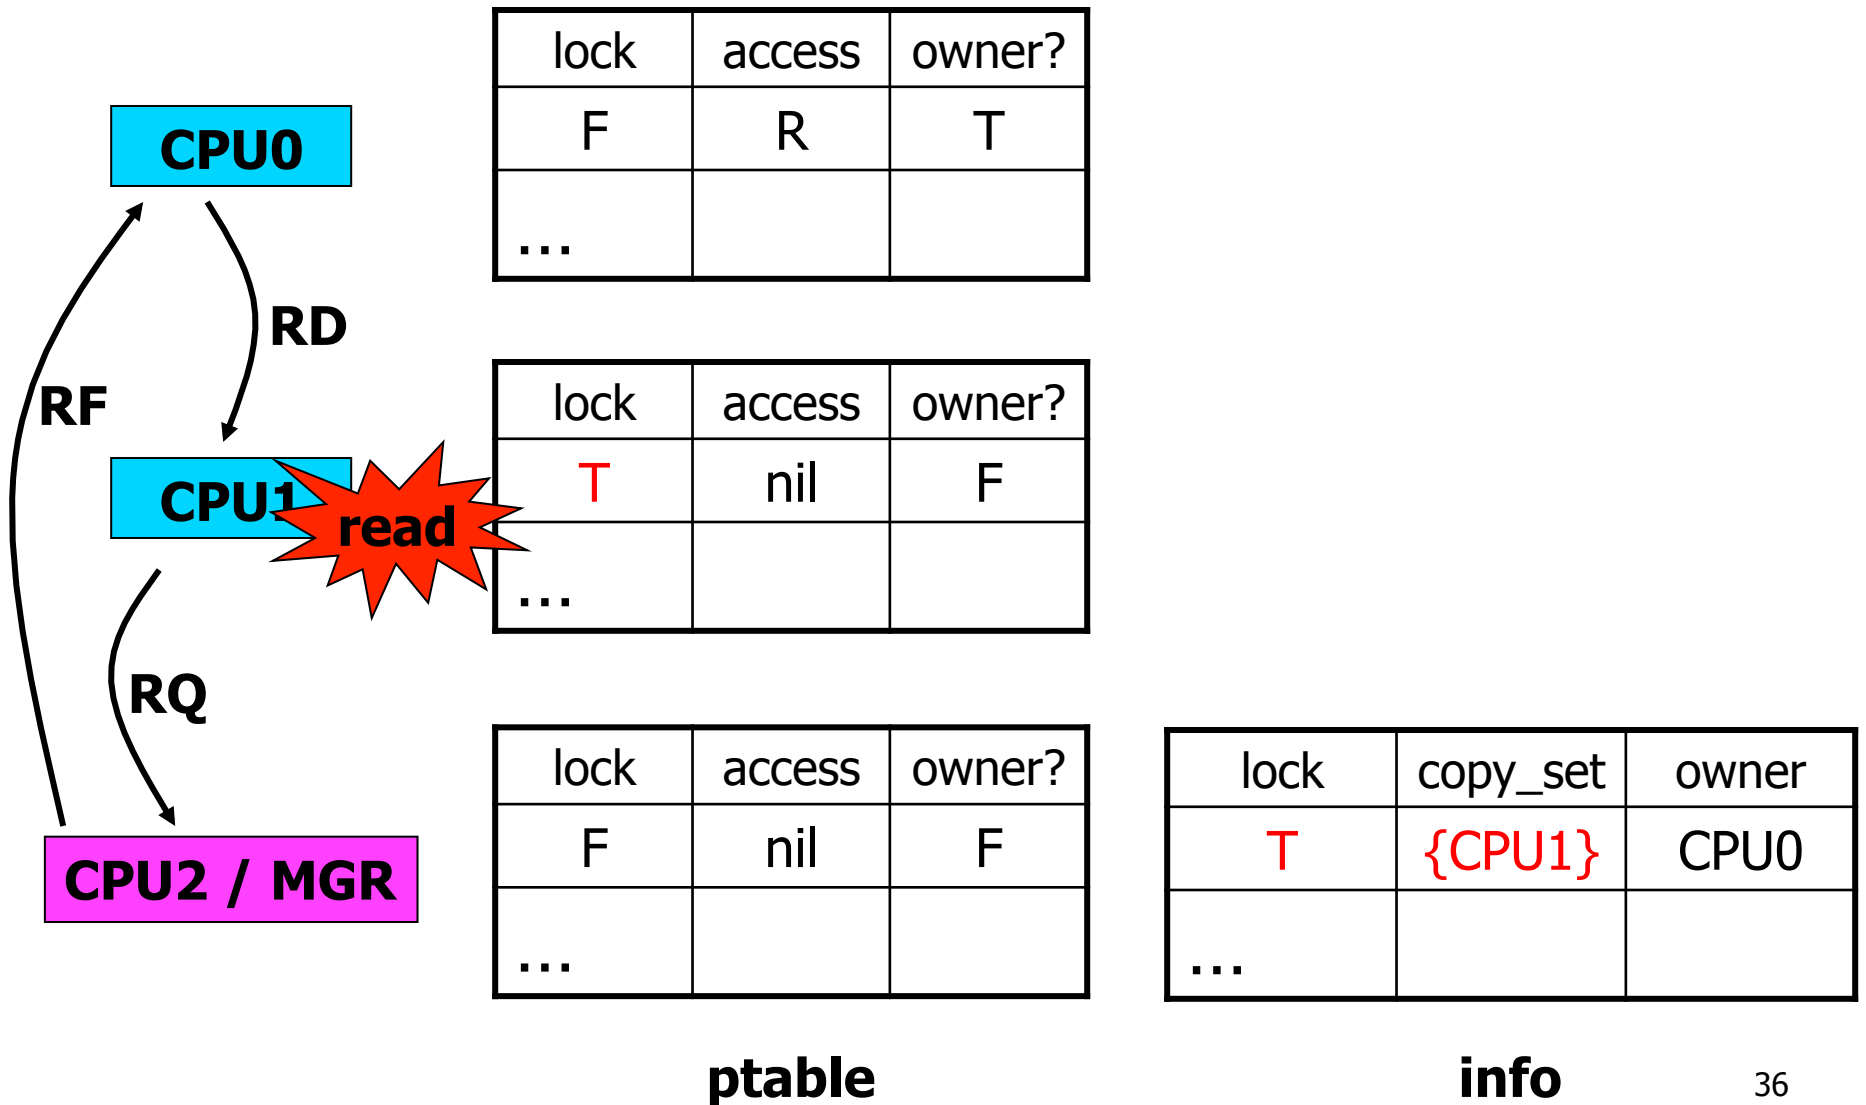 lock access owner?
CPU0 F R T
...
RD
RF
lock access owner?
CPU1 read T nil F
...
RQ
lock access owner?
lock copy_set owner
CPU2 / MGR F nil F
T {CPU1} CPU0
...
...
ptable info 36